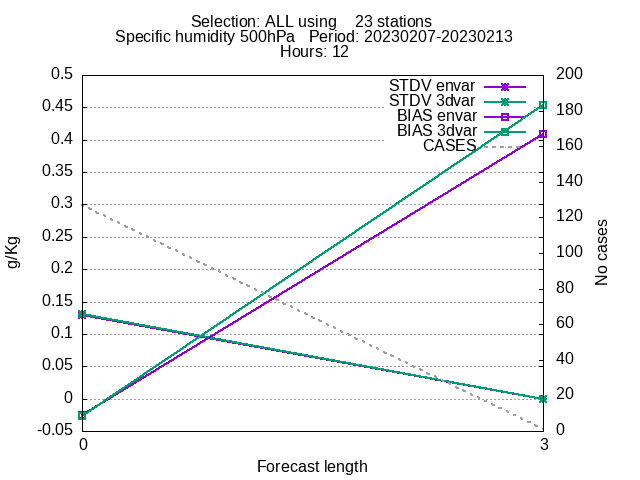 Selection: ALL using    23 stations
Specific humidity 500hPa   Period: 20230207-20230213
Hours: 12
STDV envar
STDV 3dvar
BIAS envar
BIAS 3dvar
CASES
0.5
0.45
0.4
0.35
0.3
0.25
0.2
0.15
0.1
0.05
0
-0.05
g/Kg
200
180
160
140
120
100
80
60
40
20
0
No cases
0 3
Forecast length